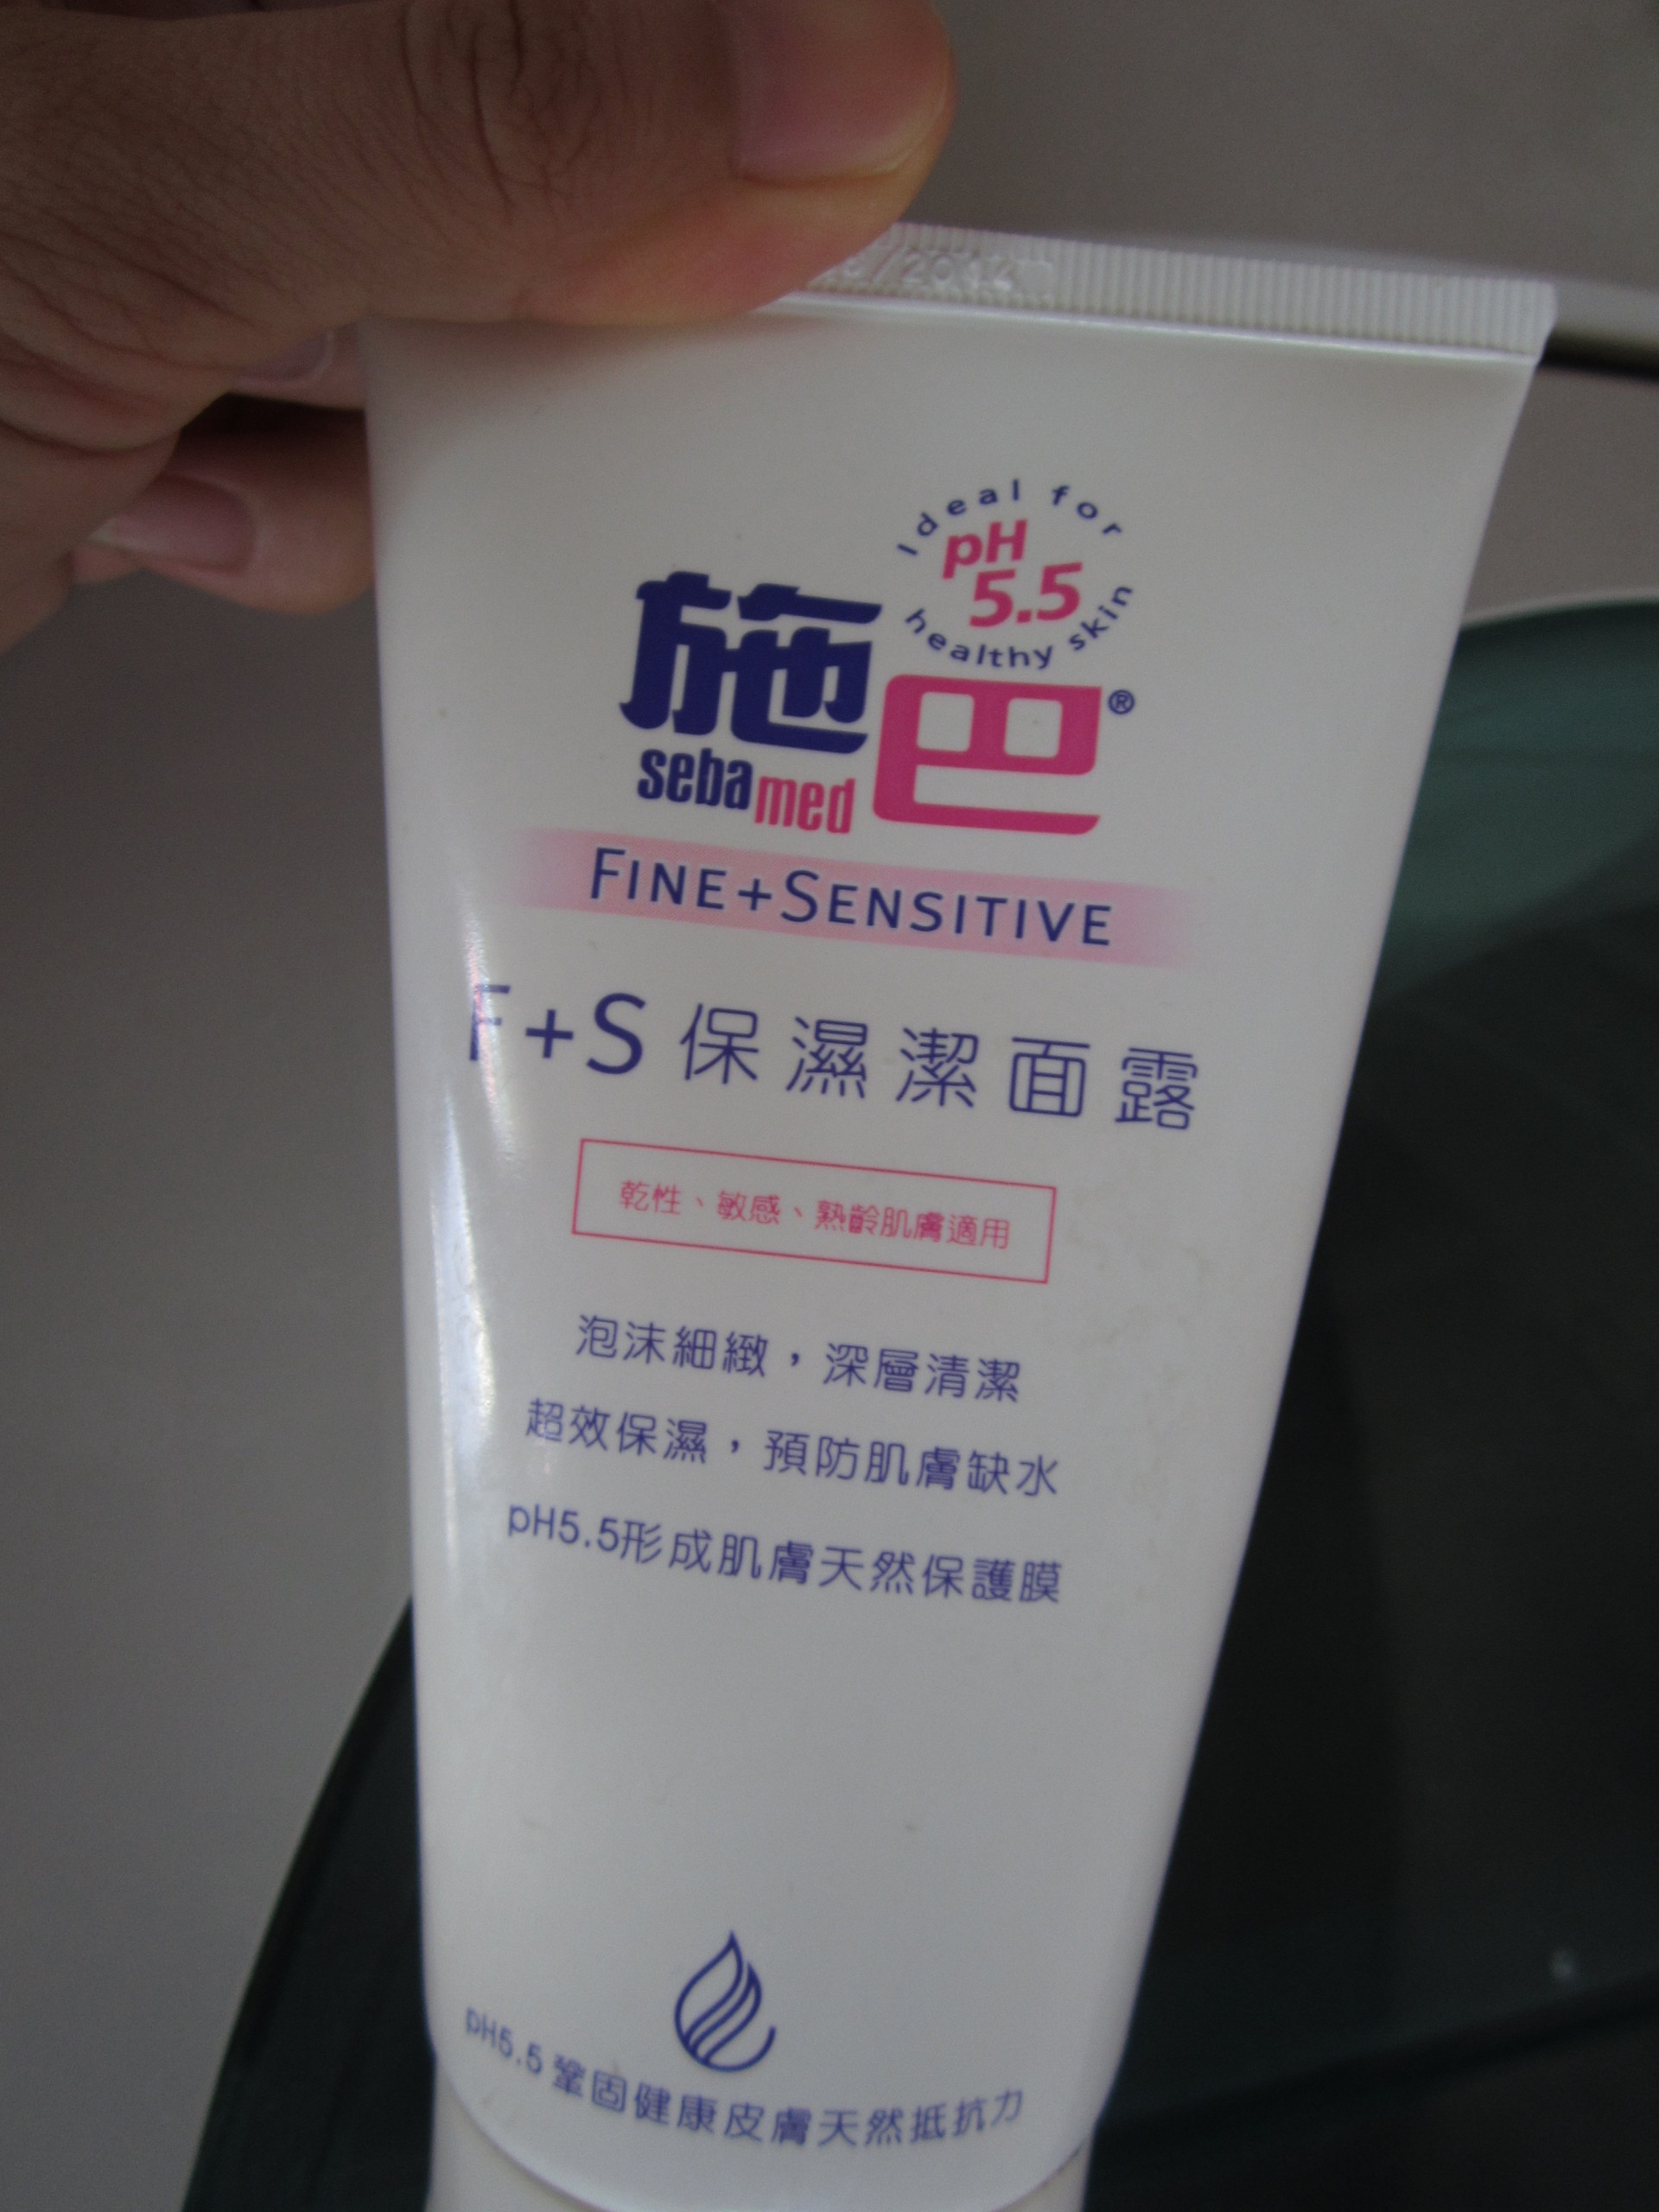 Ideal for
pH
5.5
healthy skin
施巴®
sebamed
FINE+SENSITIVE
F+S 保濕潔面露
乾性、敏感、熟齡肌膚適用
泡沫細緻，深層清潔
超效保濕，預防肌膚缺水
pH5.5形成肌膚天然保護膜
pH5.5 鞏固健康皮膚天然抵抗力